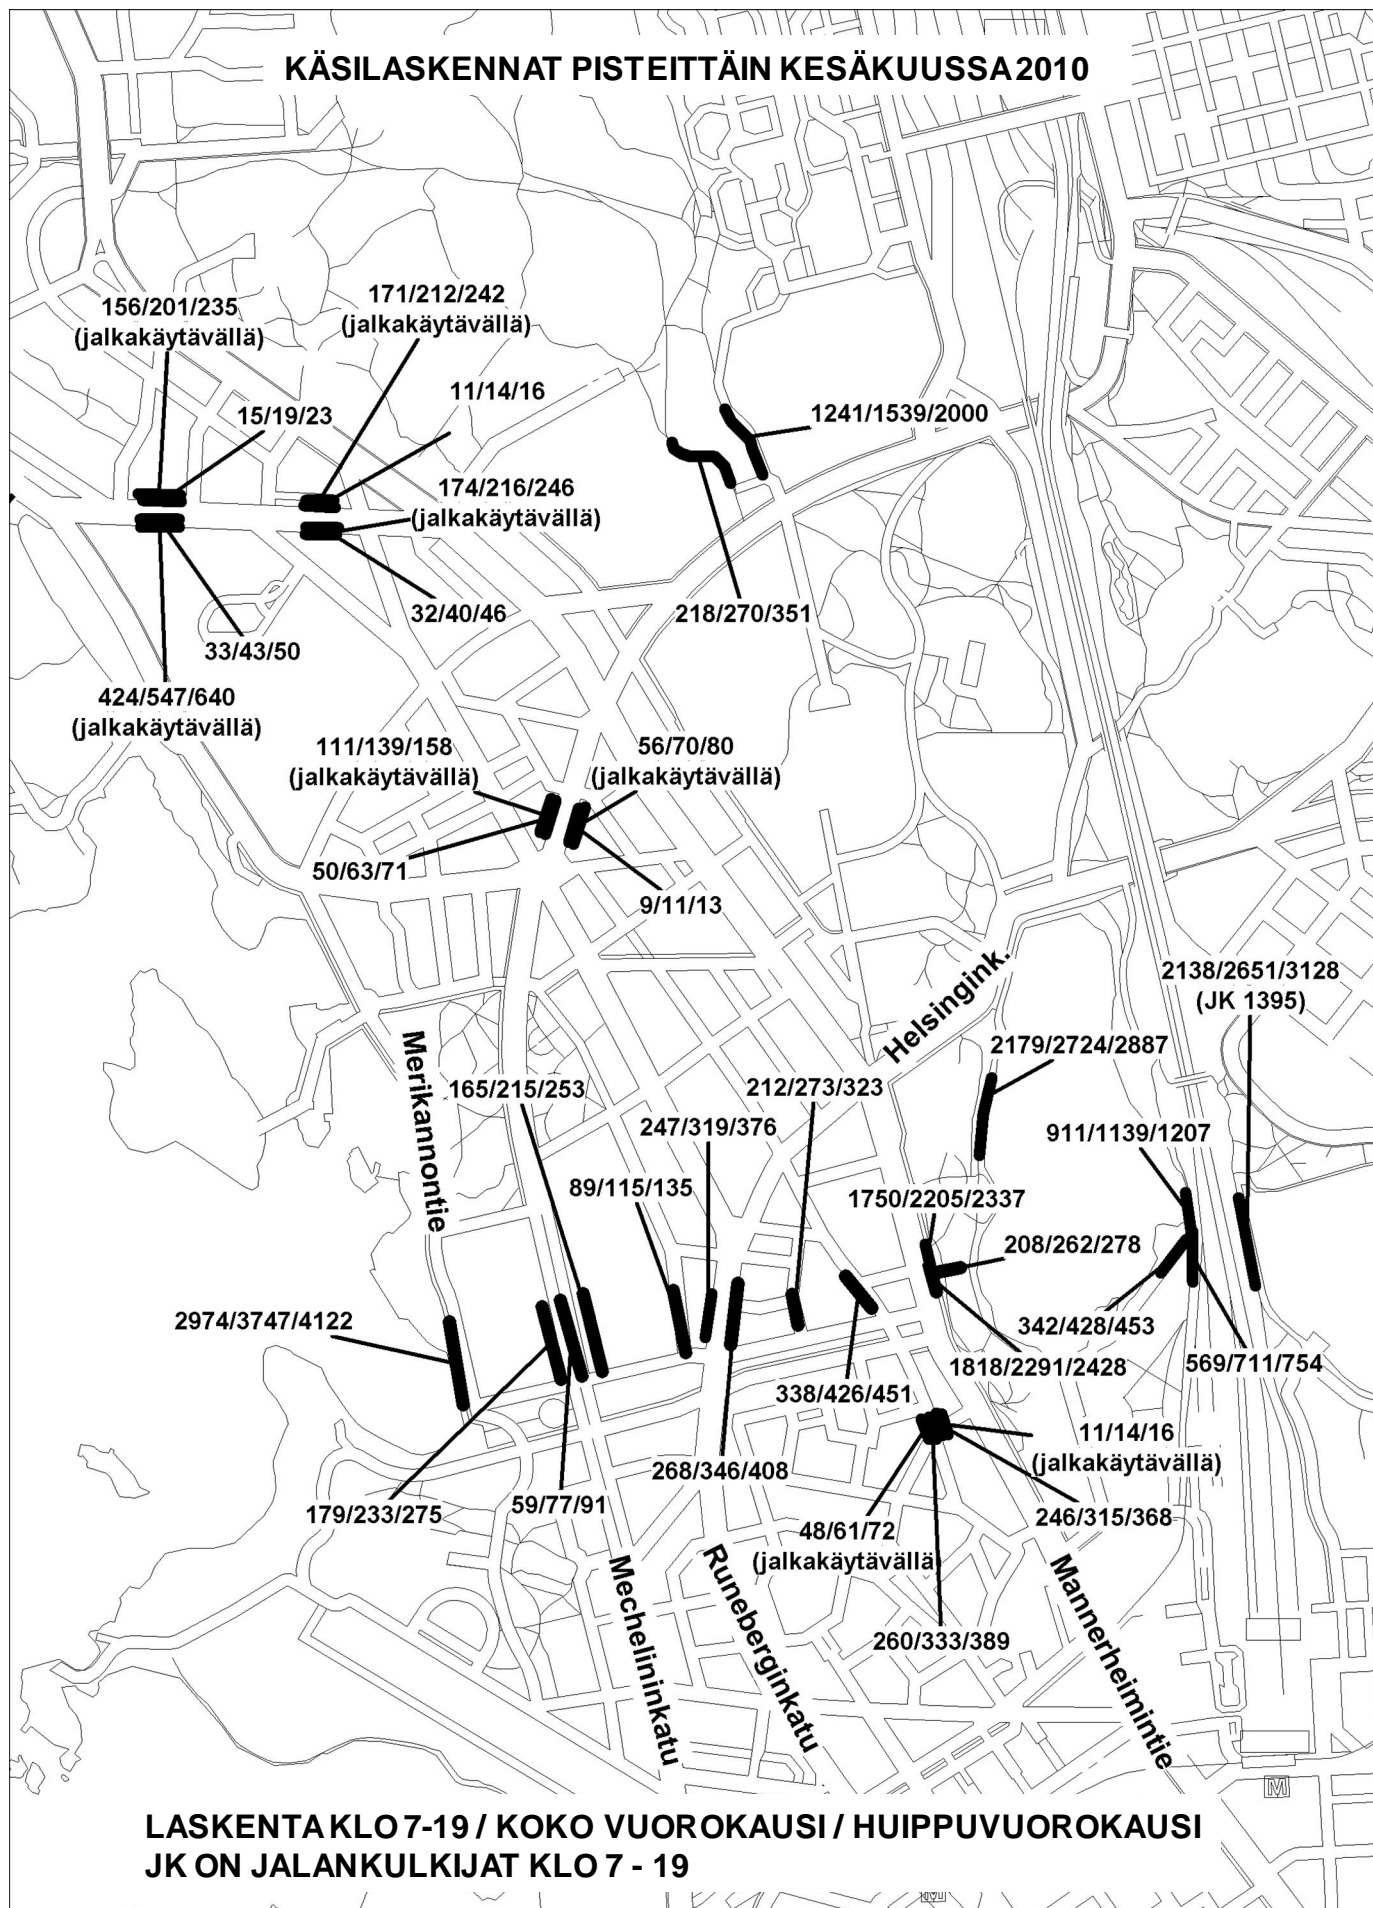 KÄSILASKENNAT PISTEITTÄIN KESÄKUUSSA 2010
171/212/242
(jalkakäytävällä)
156/201/235
(jalkakäytävällä)
11/14/16
15/19/23
1241/1539/2000
174/216/246
(jalkakäytävällä)
32/40/46
218/270/351
33/43/50
424/547/640
(jalkakäytävällä)
111/139/158
(jalkakäytävällä)
56/70/80
(jalkakäytävällä)
50/63/71
9/11/13
Helsingink.
2138/2651/3128
(JK 1395)
2179/2724/2887
Merikannontie
165/215/253
212/273/323
247/319/376
911/1139/1207
89/115/135
1750/2205/2337
208/262/278
2974/3747/4122
342/428/453
1818/2291/2428
569/711/754
338/426/451
11/14/16
(jalkakäytävällä)
268/346/408
179/233/275
59/77/91
246/315/368
48/61/72
(jalkakäytävällä)
Mechelininkatu
Runeberginkatu
Mannerheimintie
260/333/389
M
LASKENTA KLO 7-19 / KOKO VUOROKAUSI / HUIPPUVUOROKAUSI
JK ON JALANKULKIJAT KLO 7 - 19
M